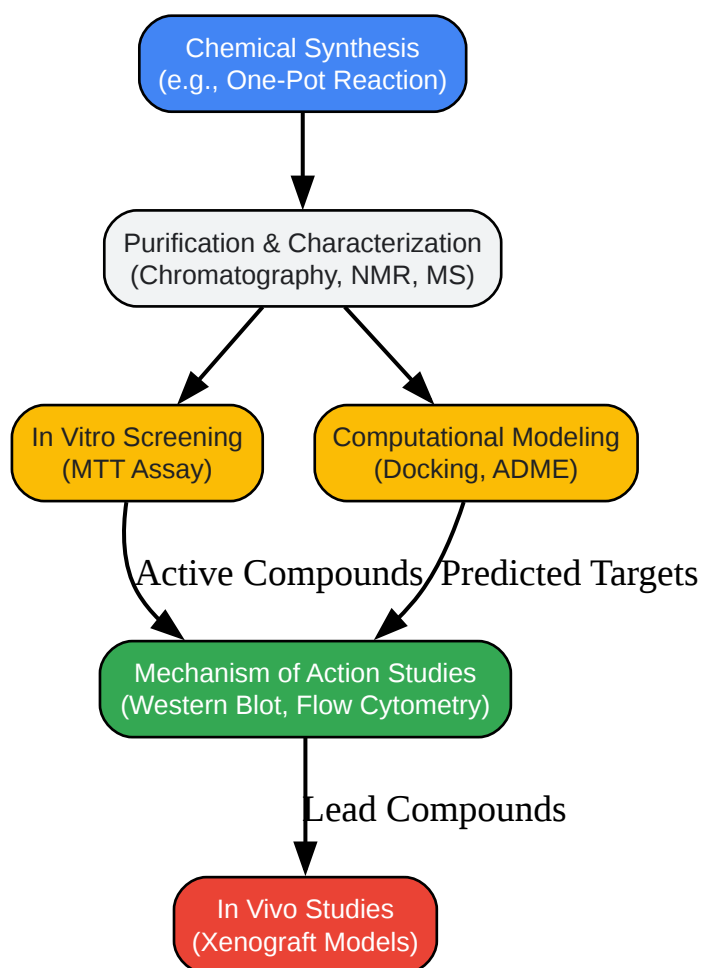 Chemical Synthesis
(e.g., One-Pot Reaction)
Purification & Characterization
(Chromatography, NMR, MS)
In Vitro Screening
(MTT Assay)
Computational Modeling
(Docking, ADME)
Active Compounds
Predicted Targets
Mechanism of Action Studies
(Western Blot, Flow Cytometry)
Lead Compounds
In Vivo Studies
(Xenograft Models)